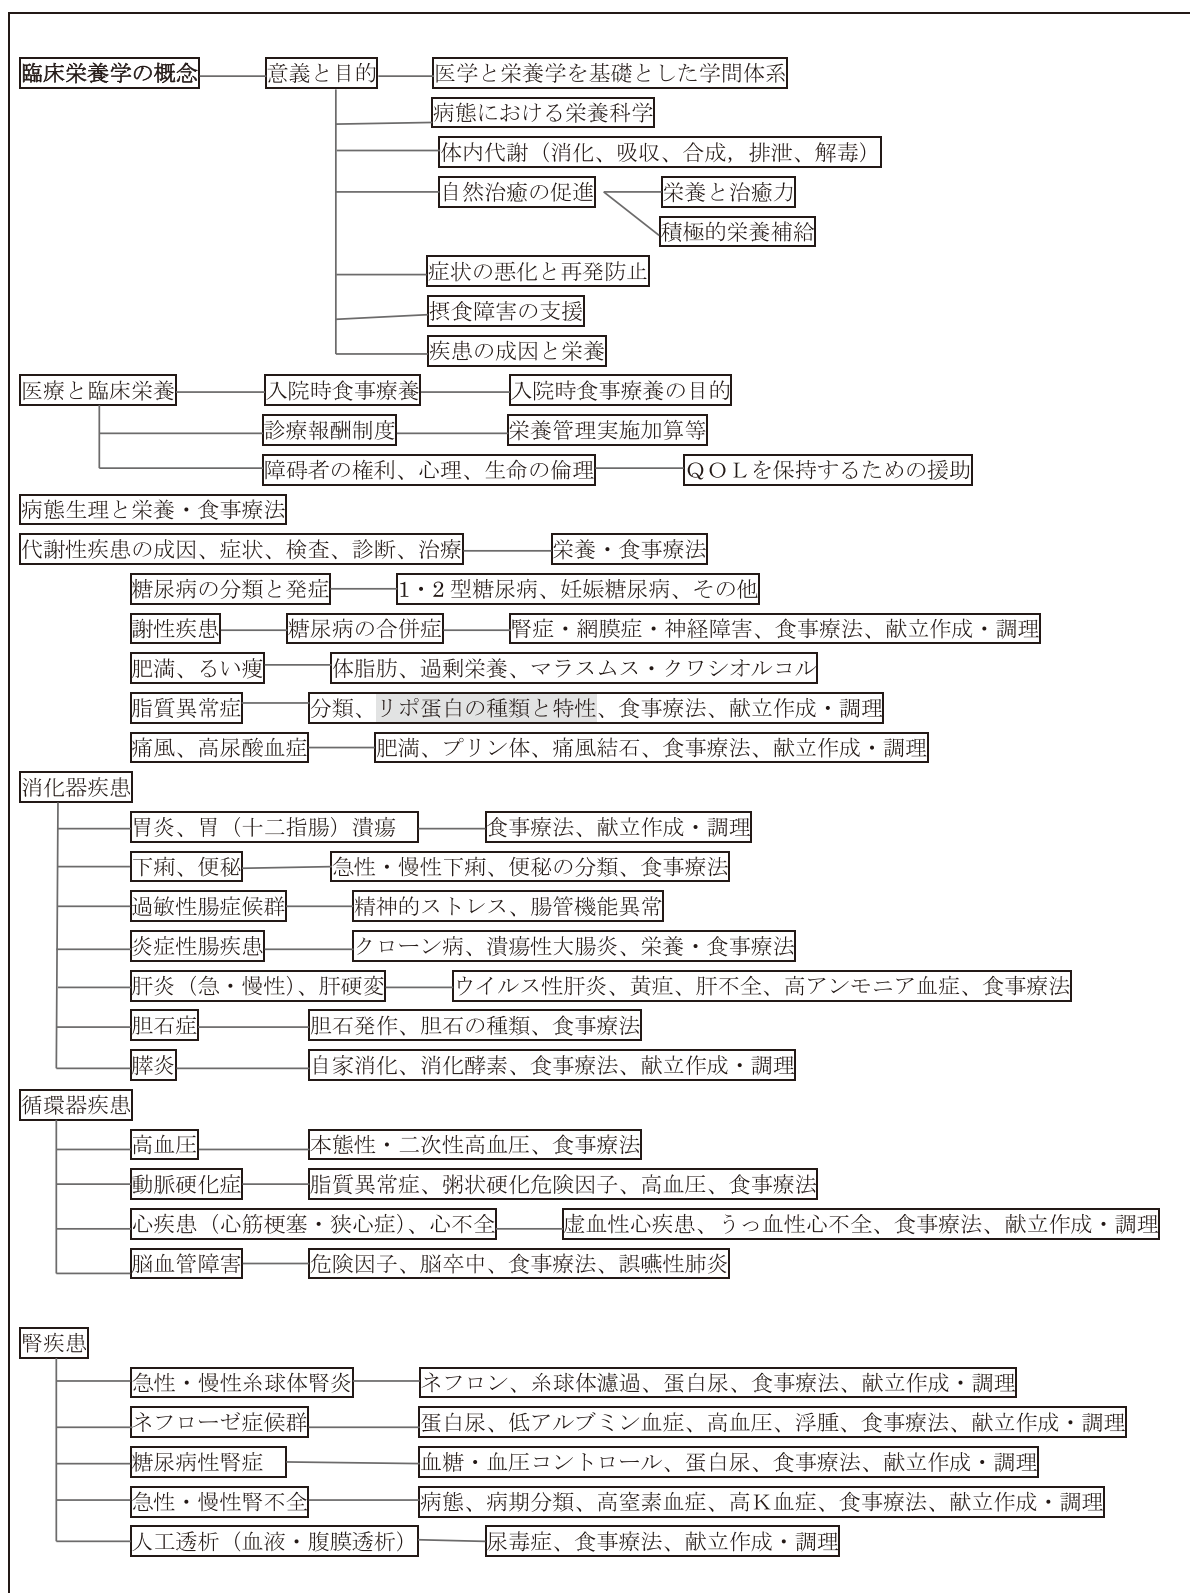 臨床栄養学の概念 意義と目的 医学と栄養学を基礎とした学問体系
病態における栄養科学
体内代謝（消化、吸収、合成，排泄、解毒）
自然治癒の促進 栄養と治癒力
積極的栄養補給
症状の悪化と再発防止
摂食障害の支援
疾患の成因と栄養
医療と臨床栄養 入院時食事療養 入院時食事療養の目的
診療報酬制度 栄養管理実施加算等
障碍者の権利、心理、生命の倫理 ＱＯＬを保持するための援助
病態生理と栄養・食事療法
代謝性疾患の成因、症状、検査、診断、治療 栄養・食事療法
糖尿病の分類と発症 1・2 型糖尿病、妊娠糖尿病、その他
謝性疾患 糖尿病の合併症 腎症・網膜症・神経障害、食事療法、献立作成・調理
肥満、るい痩 体脂肪、過剰栄養、マラスムス・クワシオルコル
脂質異常症 分類、リポ蛋白の種類と特性、食事療法、献立作成・調理
痛風、高尿酸血症 肥満、プリン体、痛風結石、食事療法、献立作成・調理
消化器疾患
胃炎、胃（十二指腸）潰瘍 食事療法、献立作成・調理
下痢、便秘 急性・慢性下痢、便秘の分類、食事療法
過敏性腸症候群 精神的ストレス、腸管機能異常
炎症性腸疾患 クローン病、潰瘍性大腸炎、栄養・食事療法
肝炎（急・慢性）、肝硬変 ウイルス性肝炎、黄疸、肝不全、高アンモニア血症、食事療法
胆石症 胆石発作、胆石の種類、食事療法
膵炎 自家消化、消化酵素、食事療法、献立作成・調理
循環器疾患
高血圧 本態性・二次性高血圧、食事療法
動脈硬化症 脂質異常症、粥状硬化危険因子、高血圧、食事療法
心疾患（心筋梗塞・狭心症）、心不全 虚血性心疾患、うっ血性心不全、食事療法、献立作成・調理
脳血管障害 危険因子、脳卒中、食事療法、誤嚥性肺炎
腎疾患
急性・慢性糸球体腎炎 ネフロン、糸球体濾過、蛋白尿、食事療法、献立作成・調理
ネフローゼ症候群 蛋白尿、低アルブミン血症、高血圧、浮腫、食事療法、献立作成・調理
糖尿病性腎症 血糖・血圧コントロール、蛋白尿、食事療法、献立作成・調理
急性・慢性腎不全 病態、病期分類、高窒素血症、高Ｋ血症、食事療法、献立作成・調理
人工透析（血液・腹膜透析） 尿毒症、食事療法、献立作成・調理